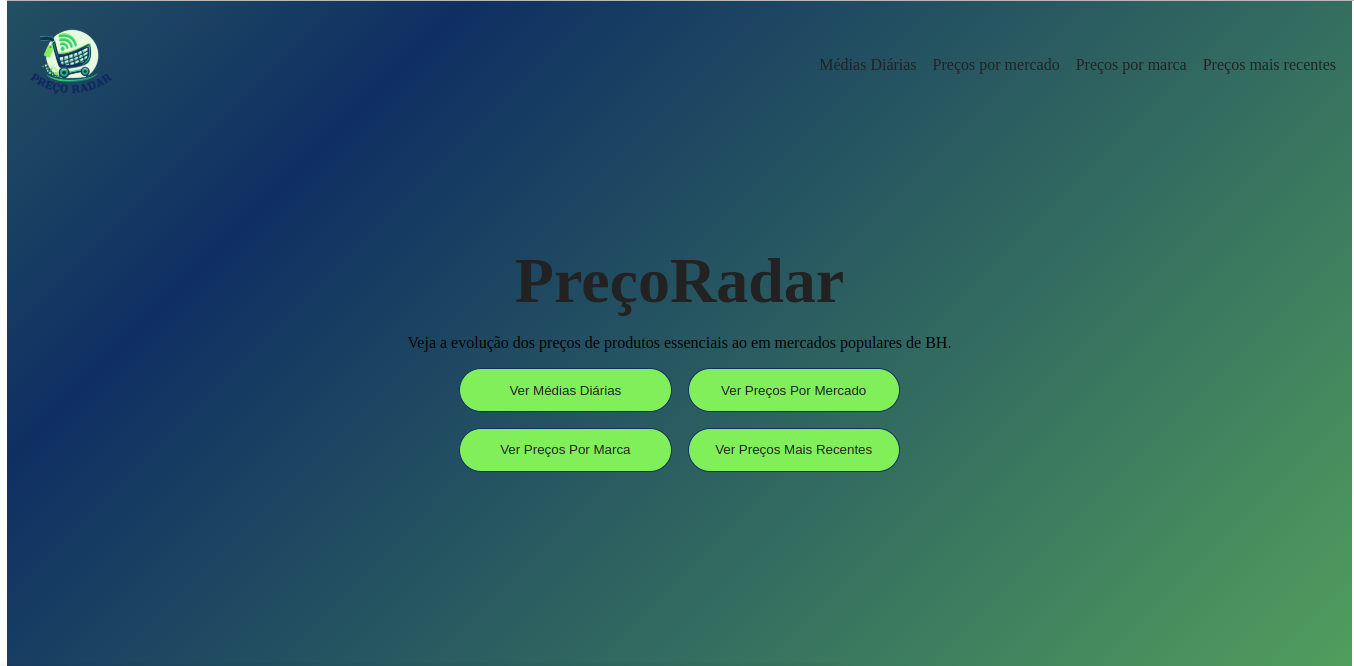 PREÇO RADAR
Médias Diárias Preços por mercado Preços por marca Preços mais recentes
PreçoRadar
Veja a evolução dos preços de produtos essenciais ao em mercados populares de BH.
Ver Médias Diárias Ver Preços Por Mercado
Ver Preços Por Marca Ver Preços Mais Recentes